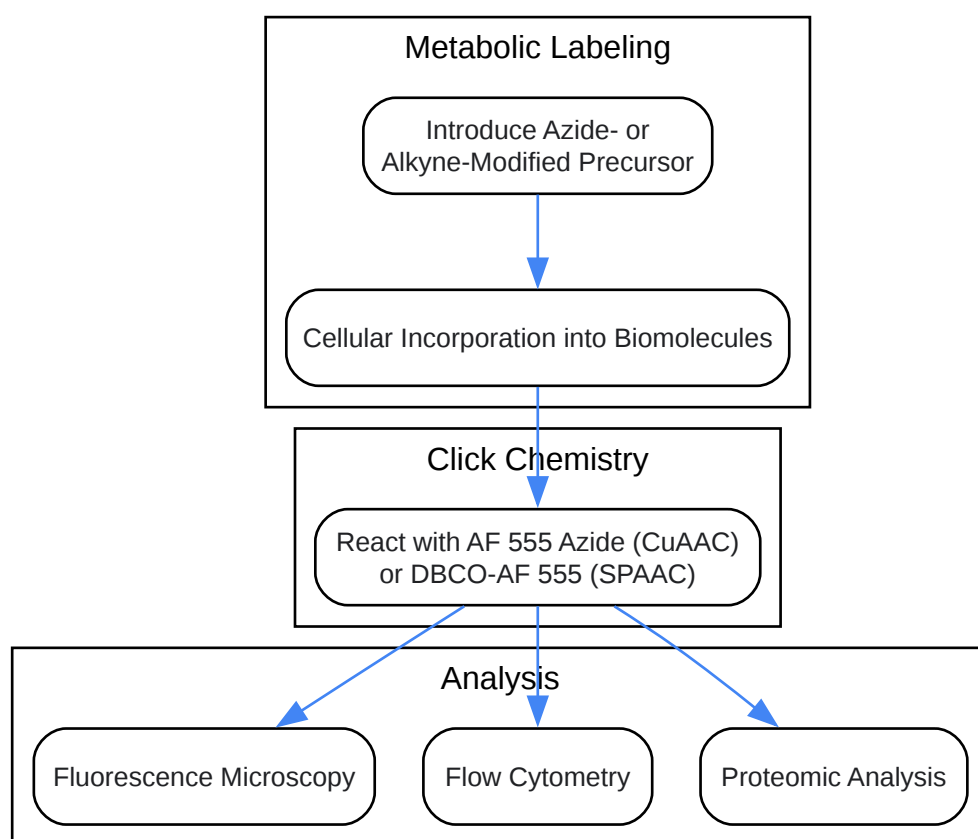 Metabolic Labeling
Introduce Azide- or
Alkyne-Modified Precursor
Cellular Incorporation into Biomolecules
Click Chemistry
React with AF 555 Azide (CuAAC)
or DBCO-AF 555 (SPAAC)
Analysis
Fluorescence Microscopy
Flow Cytometry
Proteomic Analysis